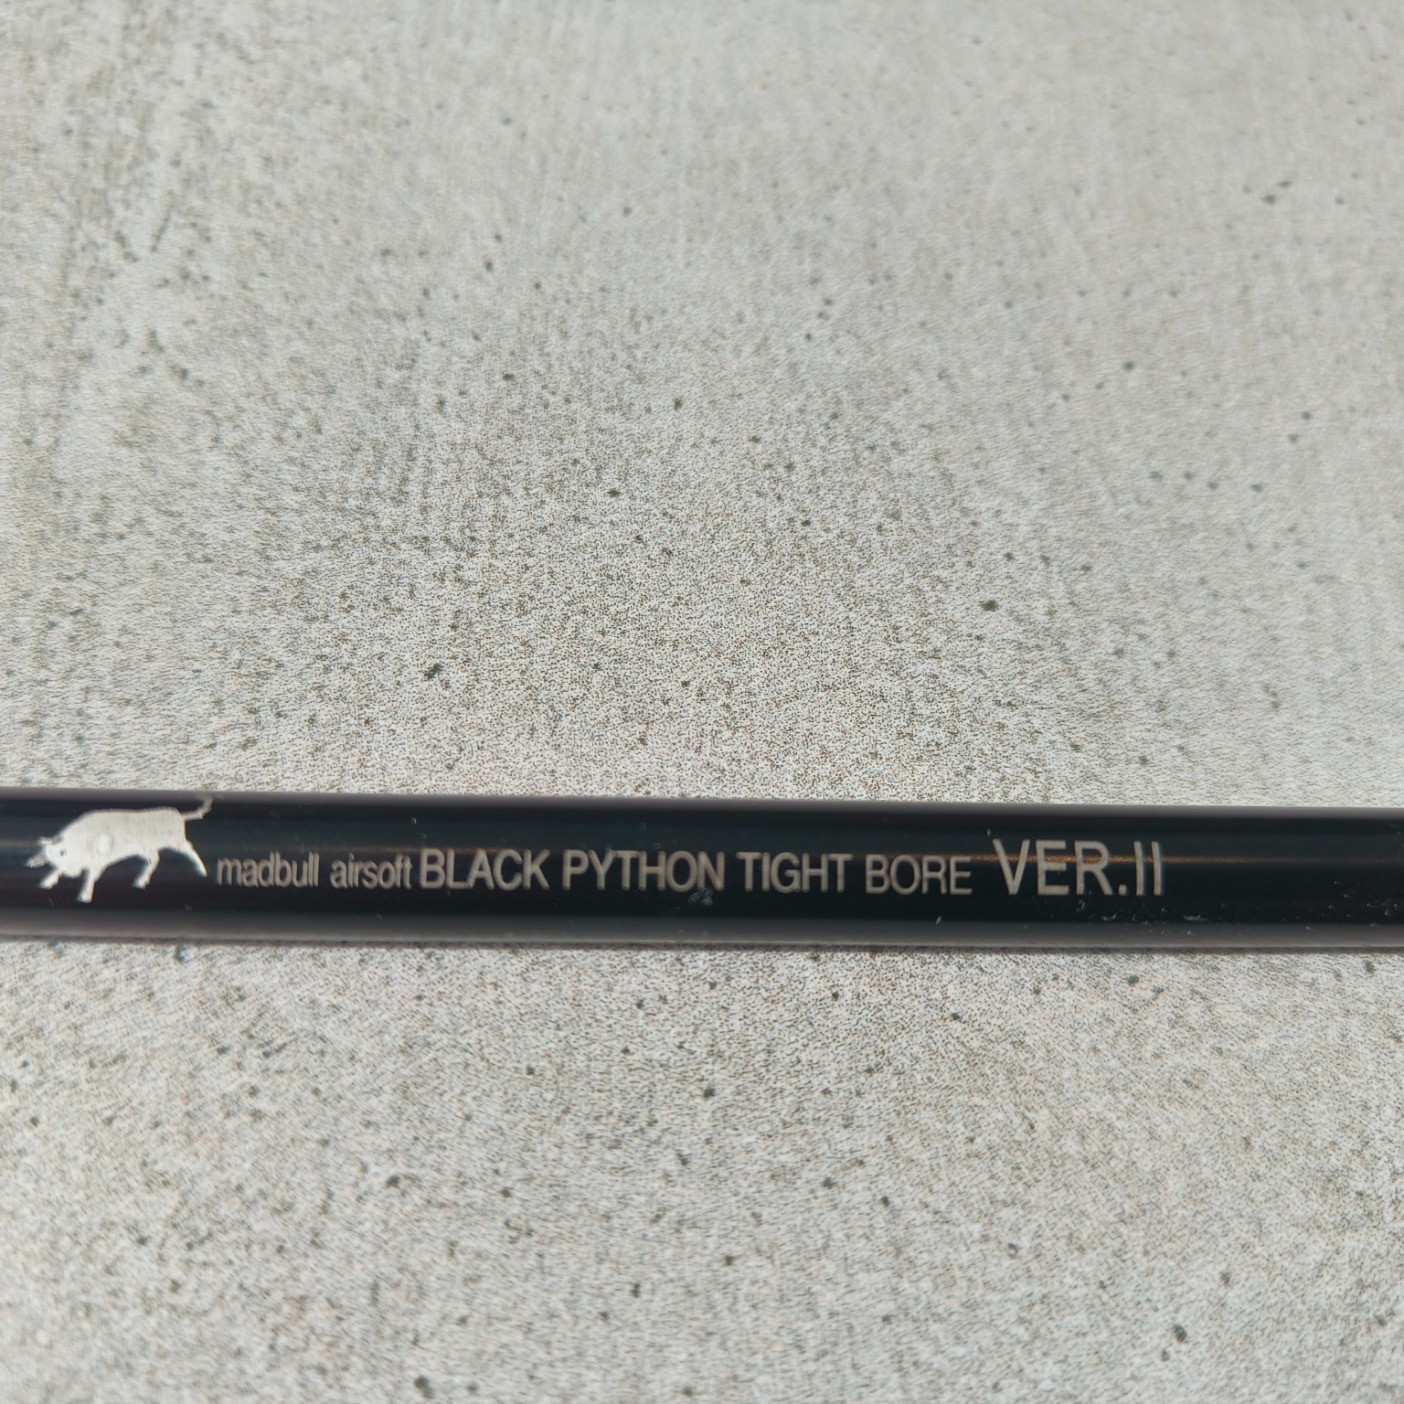 madbull airsoft BLACK PYTHON TIGHT BORE VER.II